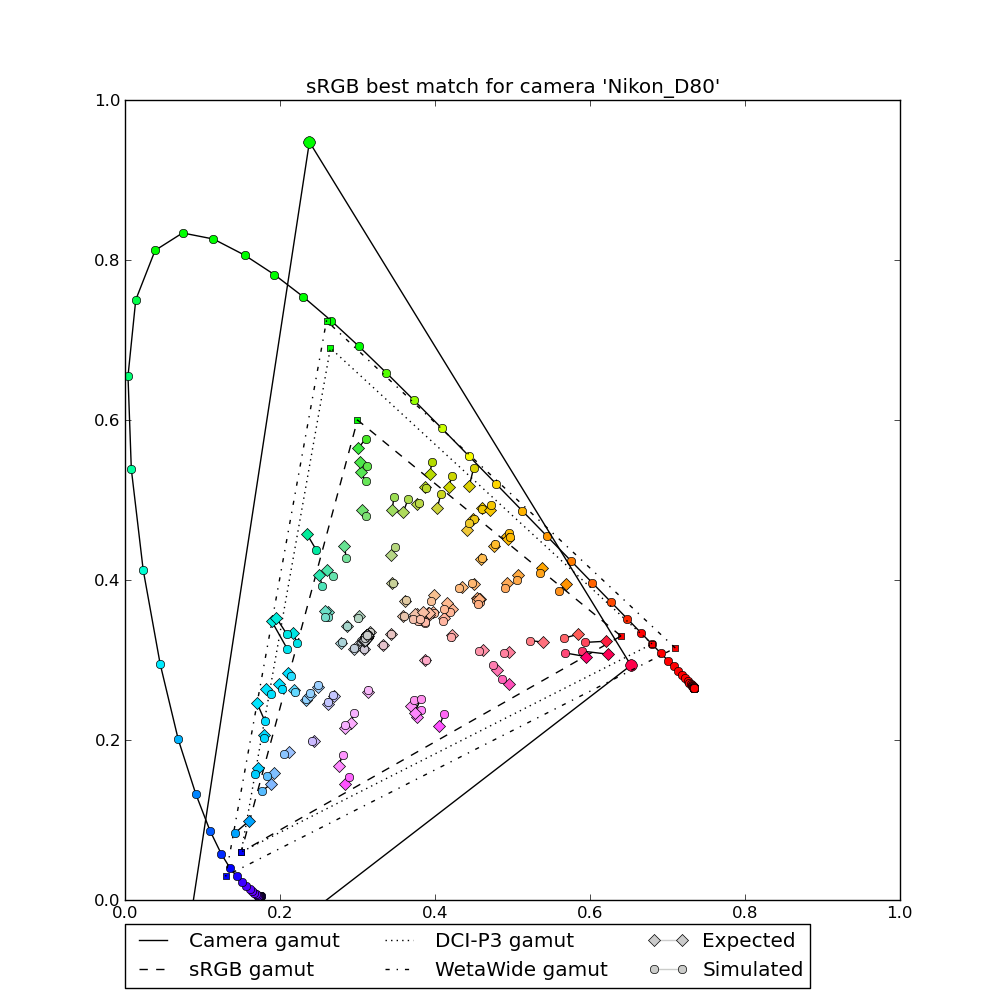 sRGB best match for camera 'Nikon_D80'
1.0
0.8
0.6
0.4
0.2
0.0
0.0 0.2 0.4 0.6 0.8 1.0
Camera gamut DCI-P3 gamut Expected
sRGB gamut WetaWide gamut Simulated